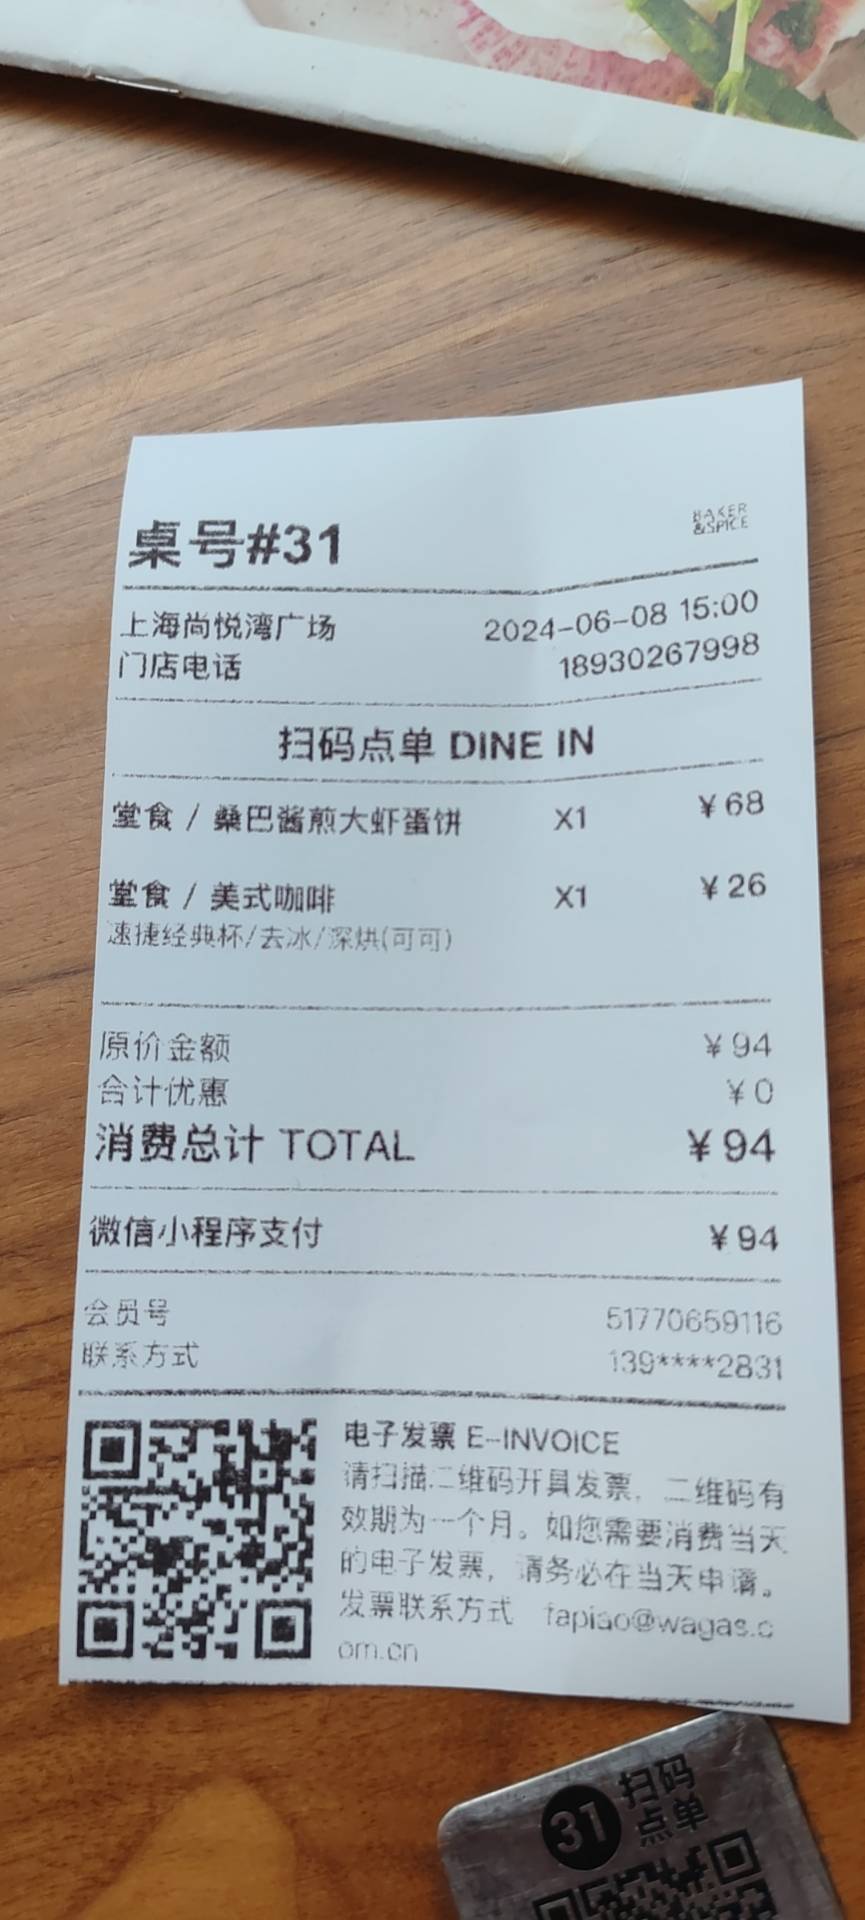 桌号#31
BAKER
&SPICE
上海尚悦湾广场 2024-06-08 15:00
门店电话 18930267998
扫码点单 DINE IN
堂食 / 桑巴酱煎大虾蛋饼 X1 ¥68
堂食 / 美式咖啡 X1 ¥26
速捷经典杯/去冰/深烘(可可)
原价金额 ¥94
合计优惠 ¥0
消费总计 TOTAL ¥94
微信小程序支付 ¥94
会员号 51770659116
联系方式 139****2831
电子发票 E-INVOICE
请扫描二维码开具发票，二维码有
效期为一个月。如您需要消费当天
的电子发票，请务必在当天申请。
发票联系方式 fapiao@wagas.c
om.cn
31 扫码
点单